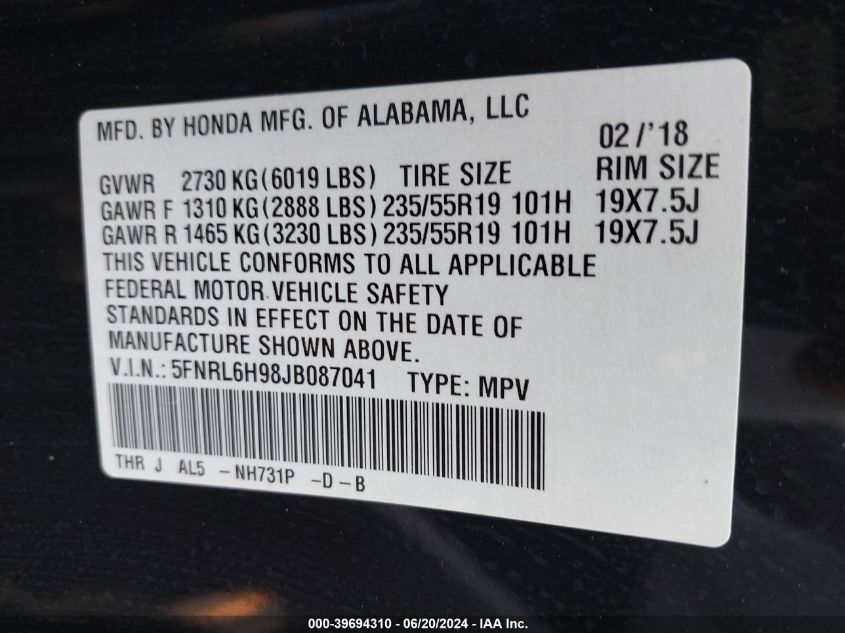 MFD. BY HONDA MFG. OF ALABAMA, LLC
02/'18
GVWR 2730 KG(6019 LBS) TIRE SIZE RIM SIZE
GAWR F 1310 KG(2888 LBS) 235/55R19 101H 19X7.5J
GAWR R 1465 KG(3230 LBS) 235/55R19 101H 19X7.5J
THIS VEHICLE CONFORMS TO ALL APPLICABLE
FEDERAL MOTOR VEHICLE SAFETY
STANDARDS IN EFFECT ON THE DATE OF
MANUFACTURE SHOWN ABOVE.
V.I.N.: 5FNRL6H98JB087041 TYPE: MPV
THR J AL5 -NH731P -D-B
000-39694310 - 06/20/2024 - IAA Inc.